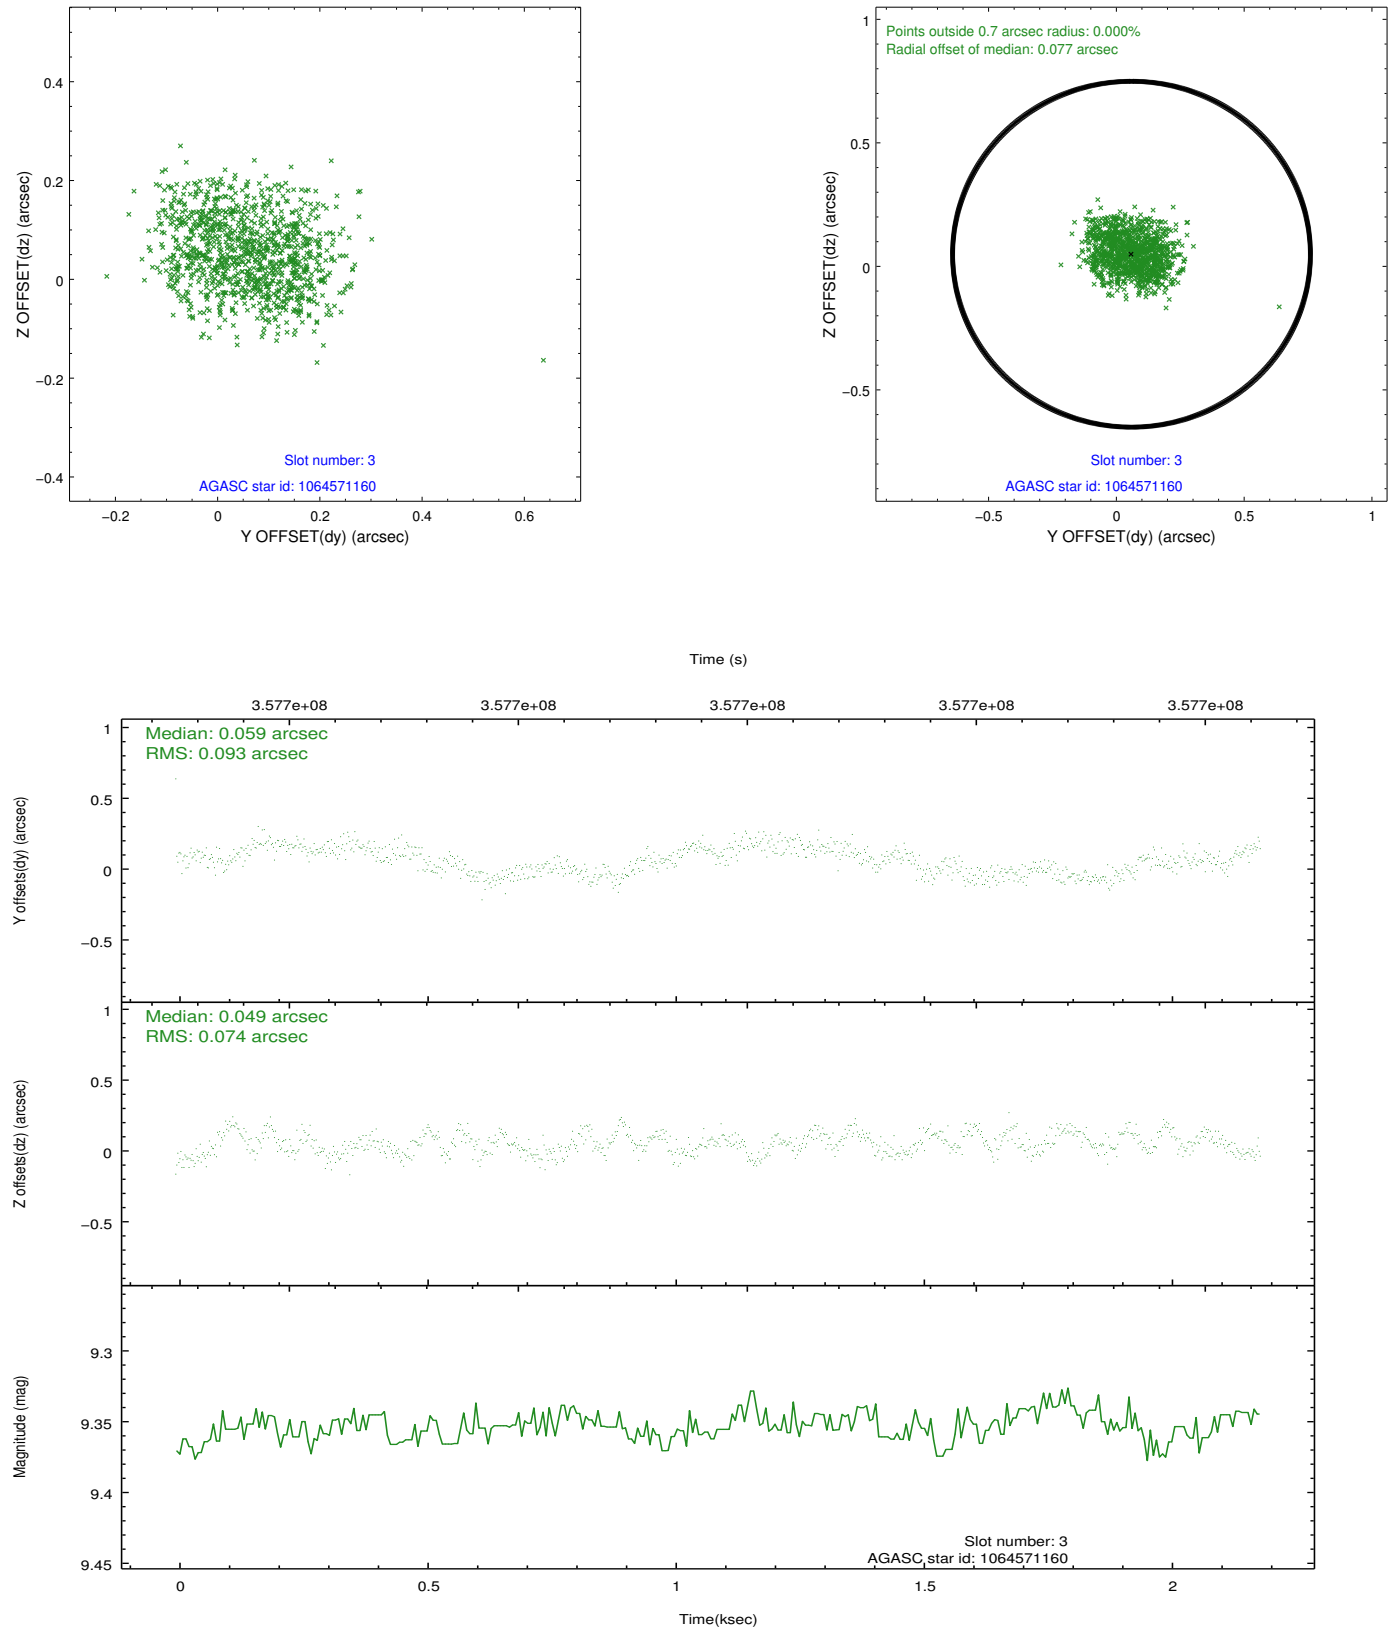 0.4
0.2
0
−0.2
−0.4
Z OFFSET(dz) (arcsec)
Slot number: 3
AGASC star id: 1064571160
−0.2 0 0.2 0.4 0.6
Y OFFSET(dy) (arcsec)
Points outside 0.7 arcsec radius: 0.000%
Radial offset of median: 0.077 arcsec
1
0.5
0
−0.5
Z OFFSET(dz) (arcsec)
Slot number: 3
AGASC star id: 1064571160
−0.5 0 0.5 1
Y OFFSET(dy) (arcsec)
Time (s)
3.577e+08 3.577e+08 3.577e+08 3.577e+08 3.577e+08
Median: 0.059 arcsec
RMS: 0.093 arcsec
1
0.5
0
−0.5
Y offsets(dy) (arcsec)
Median: 0.049 arcsec
RMS: 0.074 arcsec
1
0.5
0
−0.5
Z offsets(dz) (arcsec)
9.3
9.35
9.4
9.45
Magnitude (mag)
Slot number: 3
AGASC star id: 1064571160
0 0.5 1 1.5 2
Time(ksec)